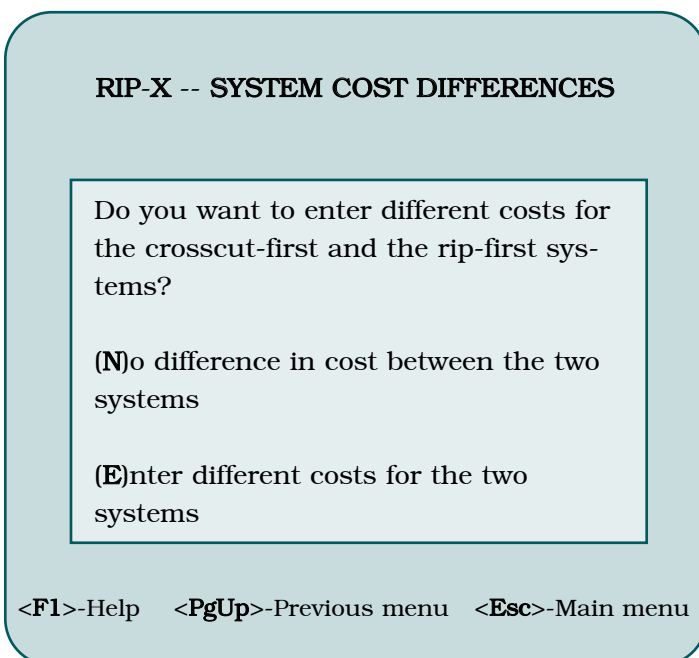 RIP-X -- SYSTEM COST DIFFERENCES
Do you want to enter different costs for
the crosscut-first and the rip-first sys-
tems?
(N)o difference in cost between the two
systems
(E)nter different costs for the two
systems
<F1>-Help <PgUp>-Previous menu <Esc>-Main menu